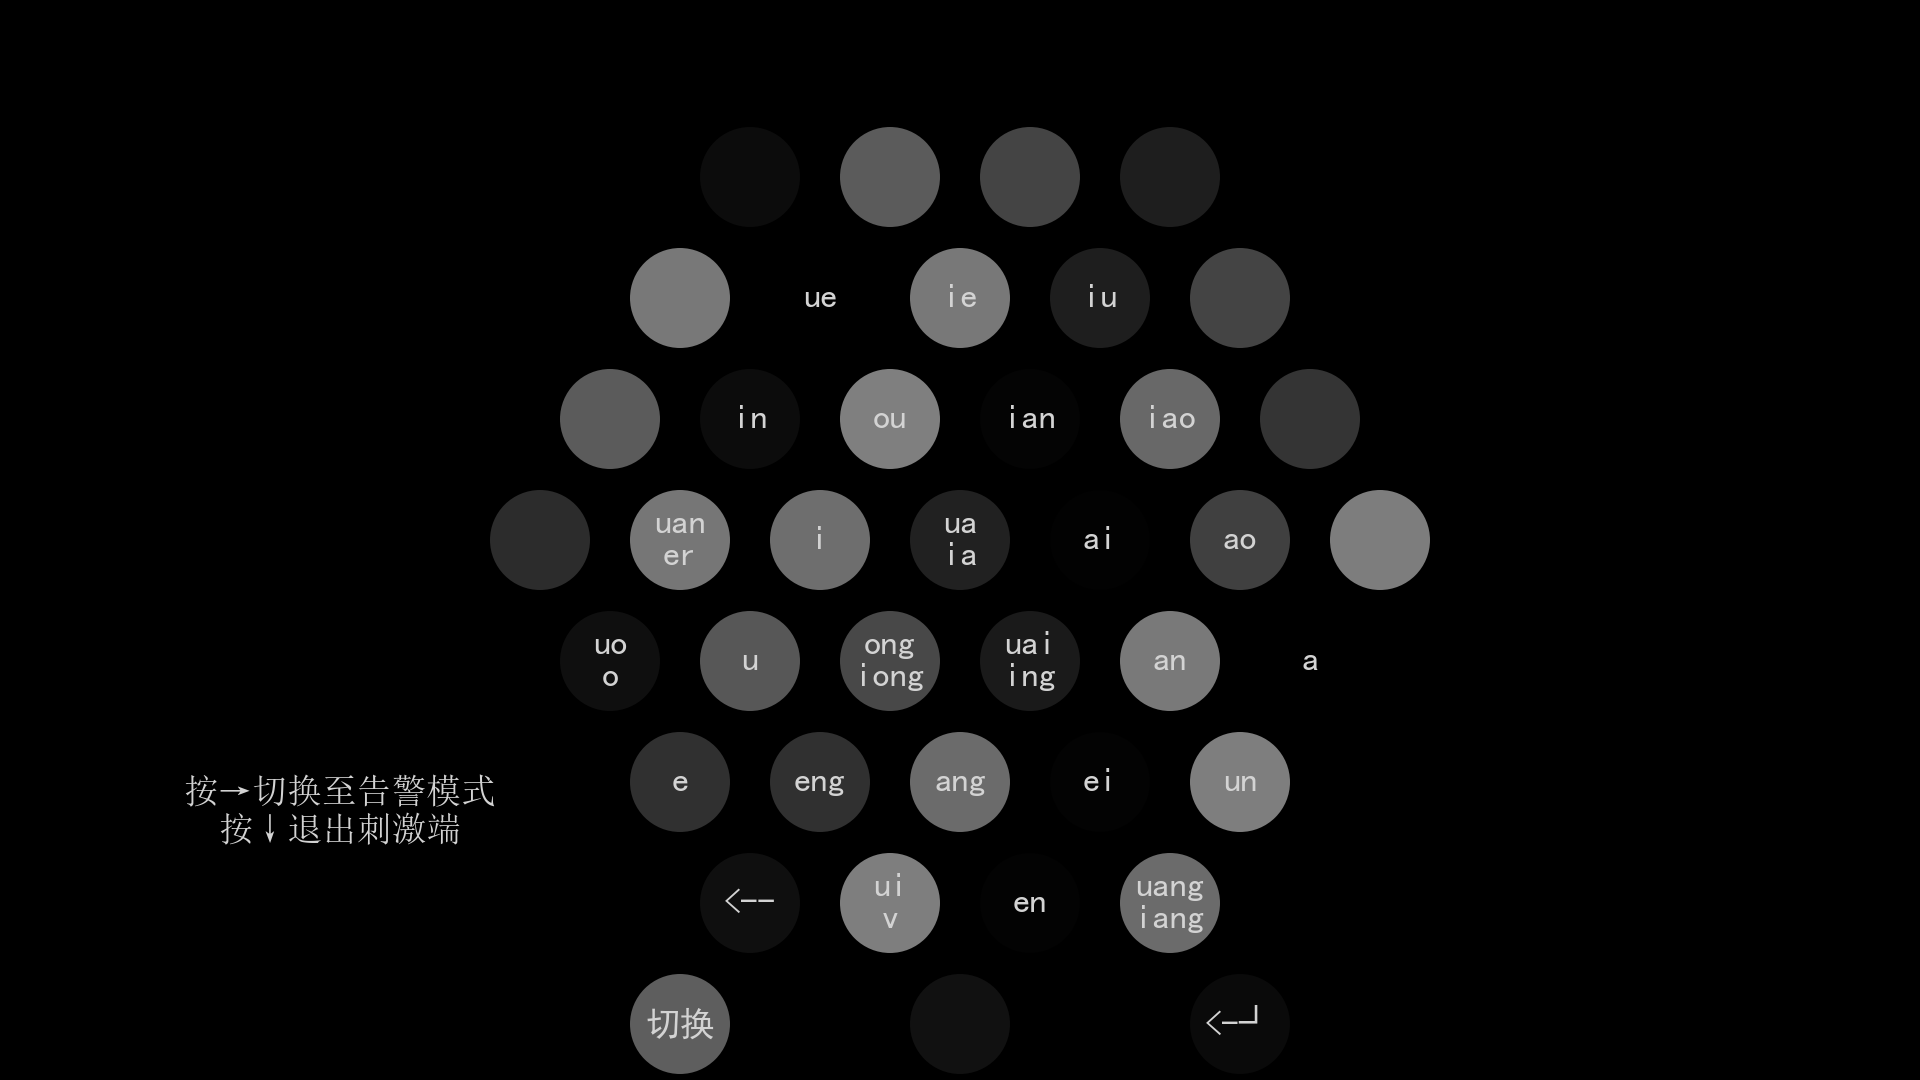 ue ie iu
in ou ian iao
uan
er
i
ua
ia
ai
ao
uo
o
u
ong
iong
uai
ing
an
a
e eng ang ei un
按→切换至告警模式
按↓退出刺激端
<--
ui
v
en
uang
iang
切换
<-┘